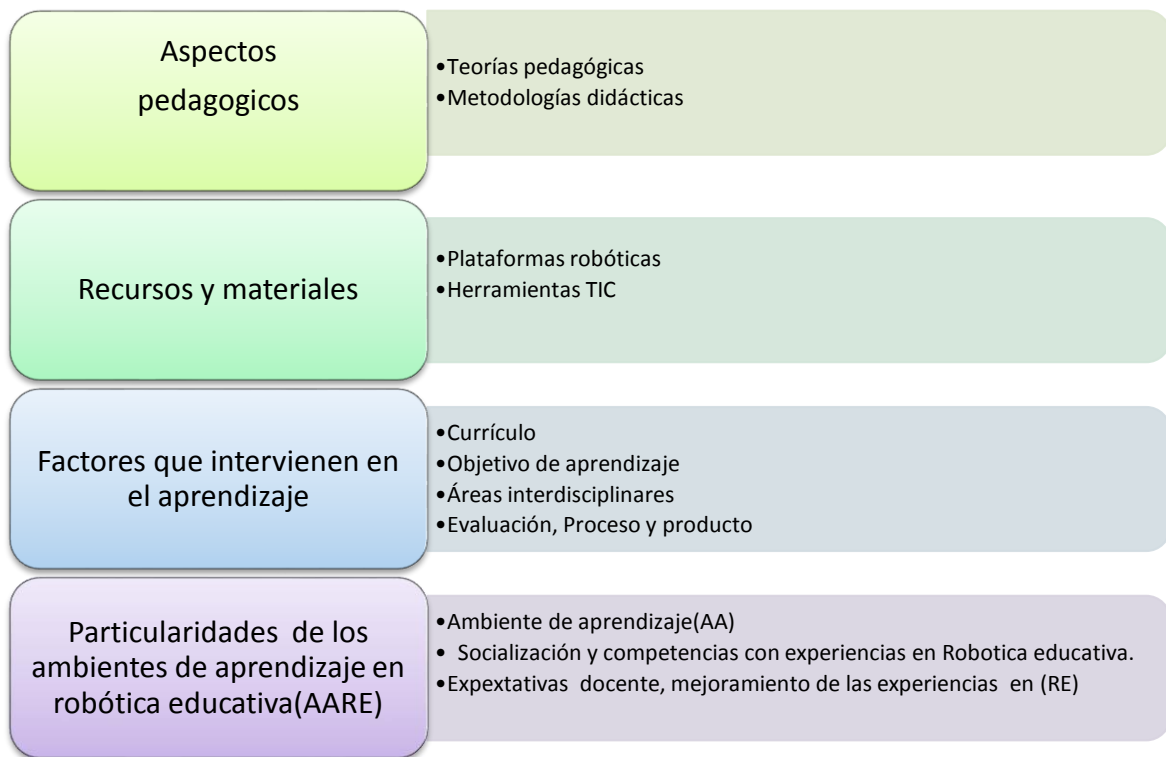 Aspectos
pedagogicos
•Teorías pedagógicas
•Metodologías didácticas
Recursos y materiales
•Plataformas robóticas
•Herramientas TIC
Factores que intervienen en
el aprendizaje
•Currículo
•Objetivo de aprendizaje
•Áreas interdisciplinares
•Evaluación, Proceso y producto
Particularidades de los
ambientes de aprendizaje en
robótica educativa(AARE)
•Ambiente de aprendizaje(AA)
• Socialización y competencias con experiencias en Robotica educativa.
•Expextativas docente, mejoramiento de las experiencias en (RE)